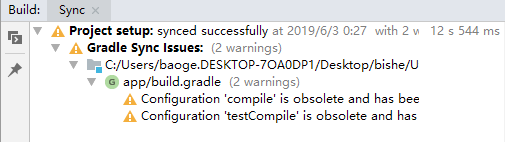 Build: Sync ×
Project setup: synced successfully at 2019/6/3 0:27 with 2 w 12 s 544 ms
Gradle Sync Issues: (2 warnings)
C:/Users/baoge.DESKTOP-7OA0DP1/Desktop/bishe/U
app/build.gradle (2 warnings)
Configuration 'compile' is obsolete and has bee
Configuration 'testCompile' is obsolete and has